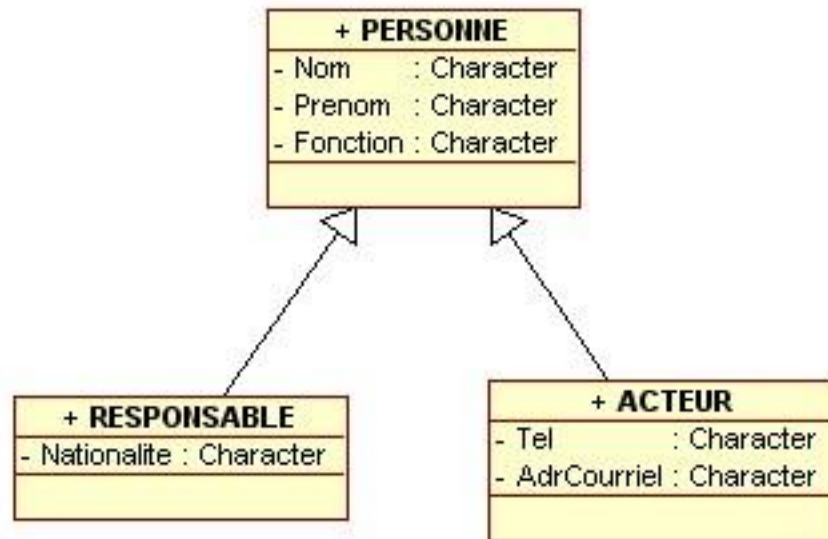 + PERSONNE
- Nom : Character
- Prenom : Character
- Fonction : Character
+ RESPONSABLE
- Nationalite : Character
+ ACTEUR
- Tel : Character
- AdrCourriel : Character